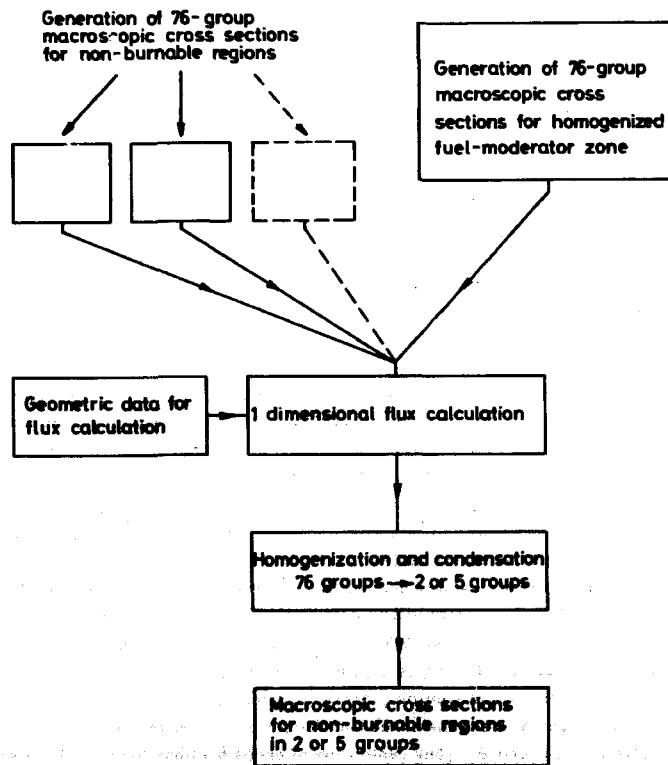 Generation of 76-group
macroscopic cross sections
for non-burnable regions
Generation of 76-group
macroscopic cross
sections for homogenized
fuel-moderator zone
Geometric data for
flux calculation
1 dimensional flux calculation
Homogenization and condensation
76 groups → 2 or 5 groups
Macroscopic cross sections
for non-burnable regions
in 2 or 5 groups